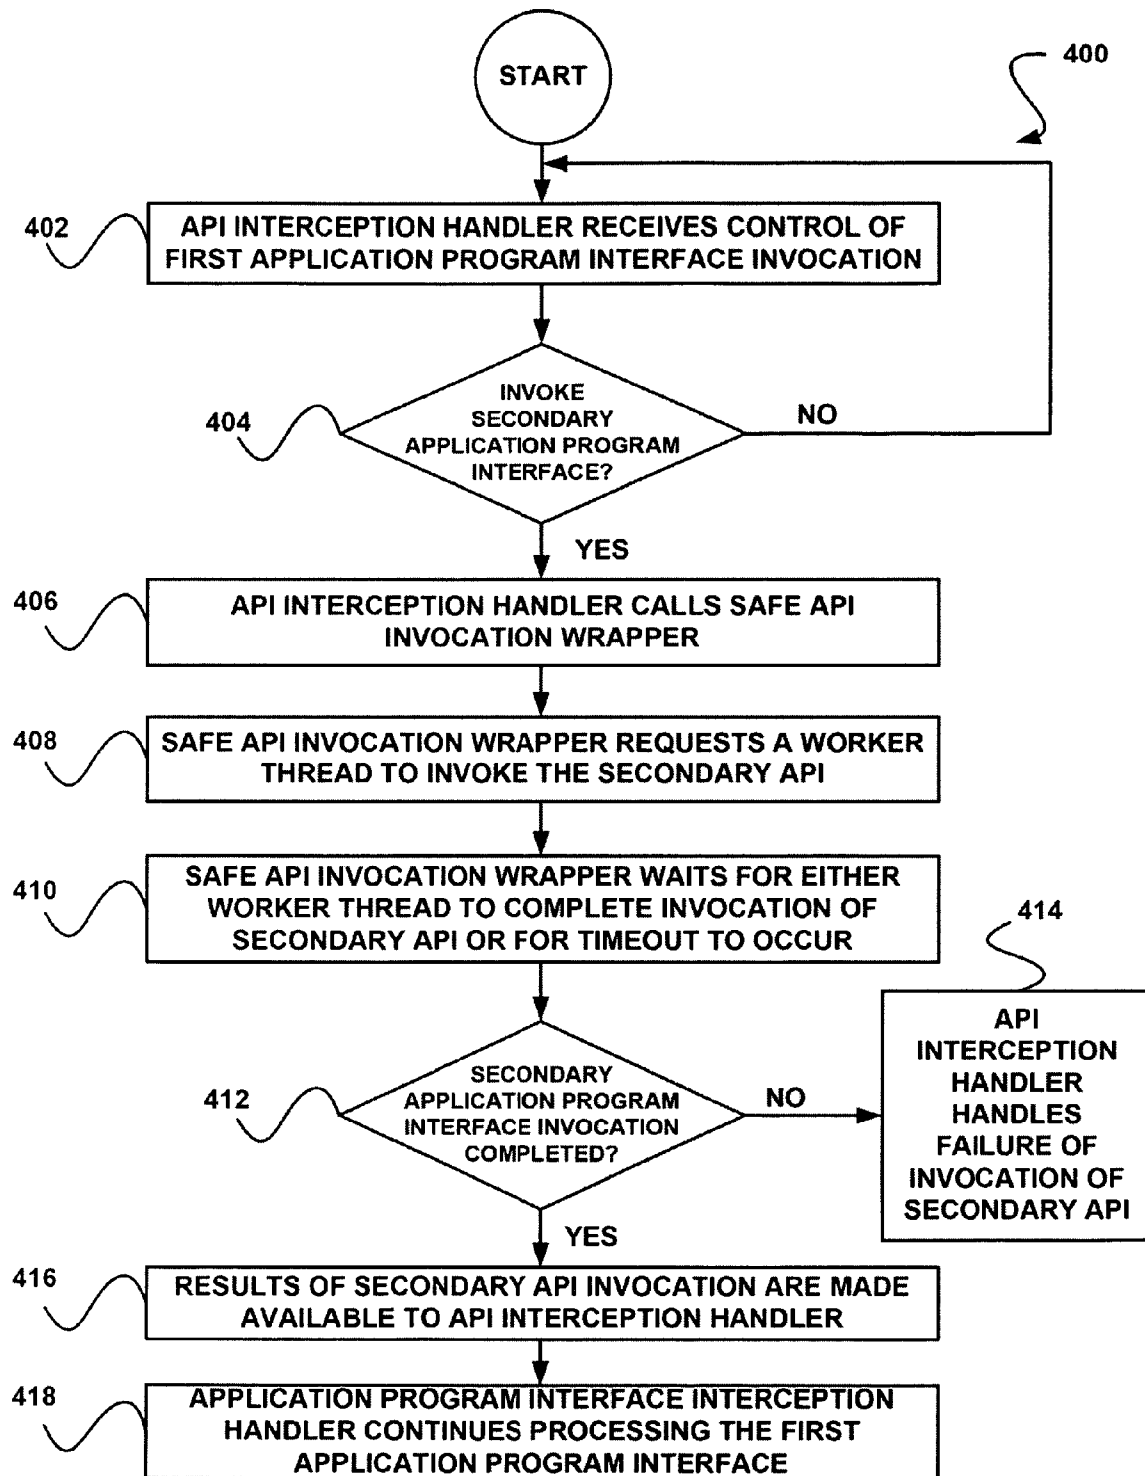 START
400
402
API INTERCEPTION HANDLER RECEIVES CONTROL OF
FIRST APPLICATION PROGRAM INTERFACE INVOCATION
404
INVOKE
SECONDARY
APPLICATION PROGRAM
INTERFACE?
NO
YES
406
API INTERCEPTION HANDLER CALLS SAFE API
INVOCATION WRAPPER
408
SAFE API INVOCATION WRAPPER REQUESTS A WORKER
THREAD TO INVOKE THE SECONDARY API
410
SAFE API INVOCATION WRAPPER WAITS FOR EITHER
WORKER THREAD TO COMPLETE INVOCATION OF
SECONDARY API OR FOR TIMEOUT TO OCCUR
412
SECONDARY
APPLICATION PROGRAM
INTERFACE INVOCATION
COMPLETED?
NO
414
API
INTERCEPTION
HANDLER
HANDLES
FAILURE OF
INVOCATION OF
SECONDARY API
YES
416
RESULTS OF SECONDARY API INVOCATION ARE MADE
AVAILABLE TO API INTERCEPTION HANDLER
418
APPLICATION PROGRAM INTERFACE INTERCEPTION
HANDLER CONTINUES PROCESSING THE FIRST
APPLICATION PROGRAM INTERFACE